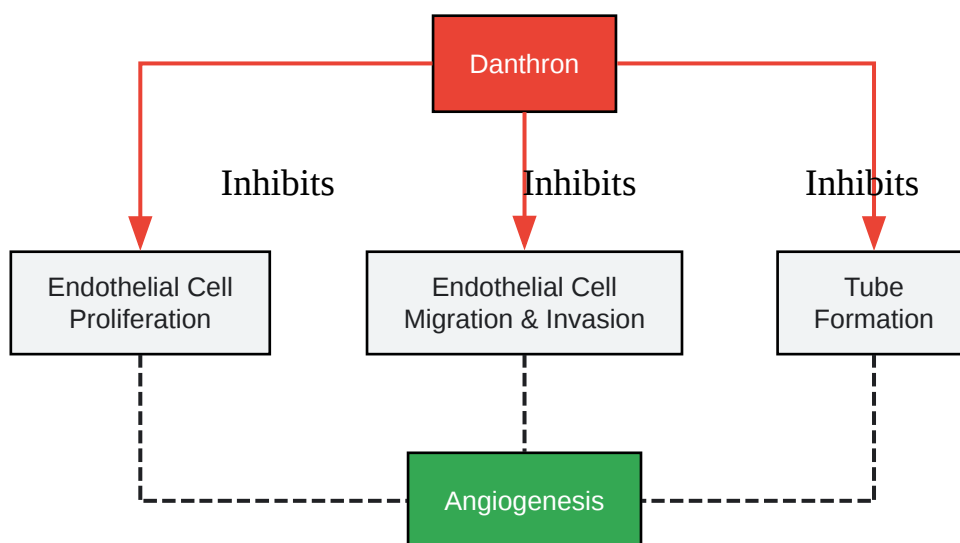 Danthron
Inhibits
Inhibits
Inhibits
Endothelial Cell
Proliferation
Endothelial Cell
Migration & Invasion
Tube
Formation
Angiogenesis